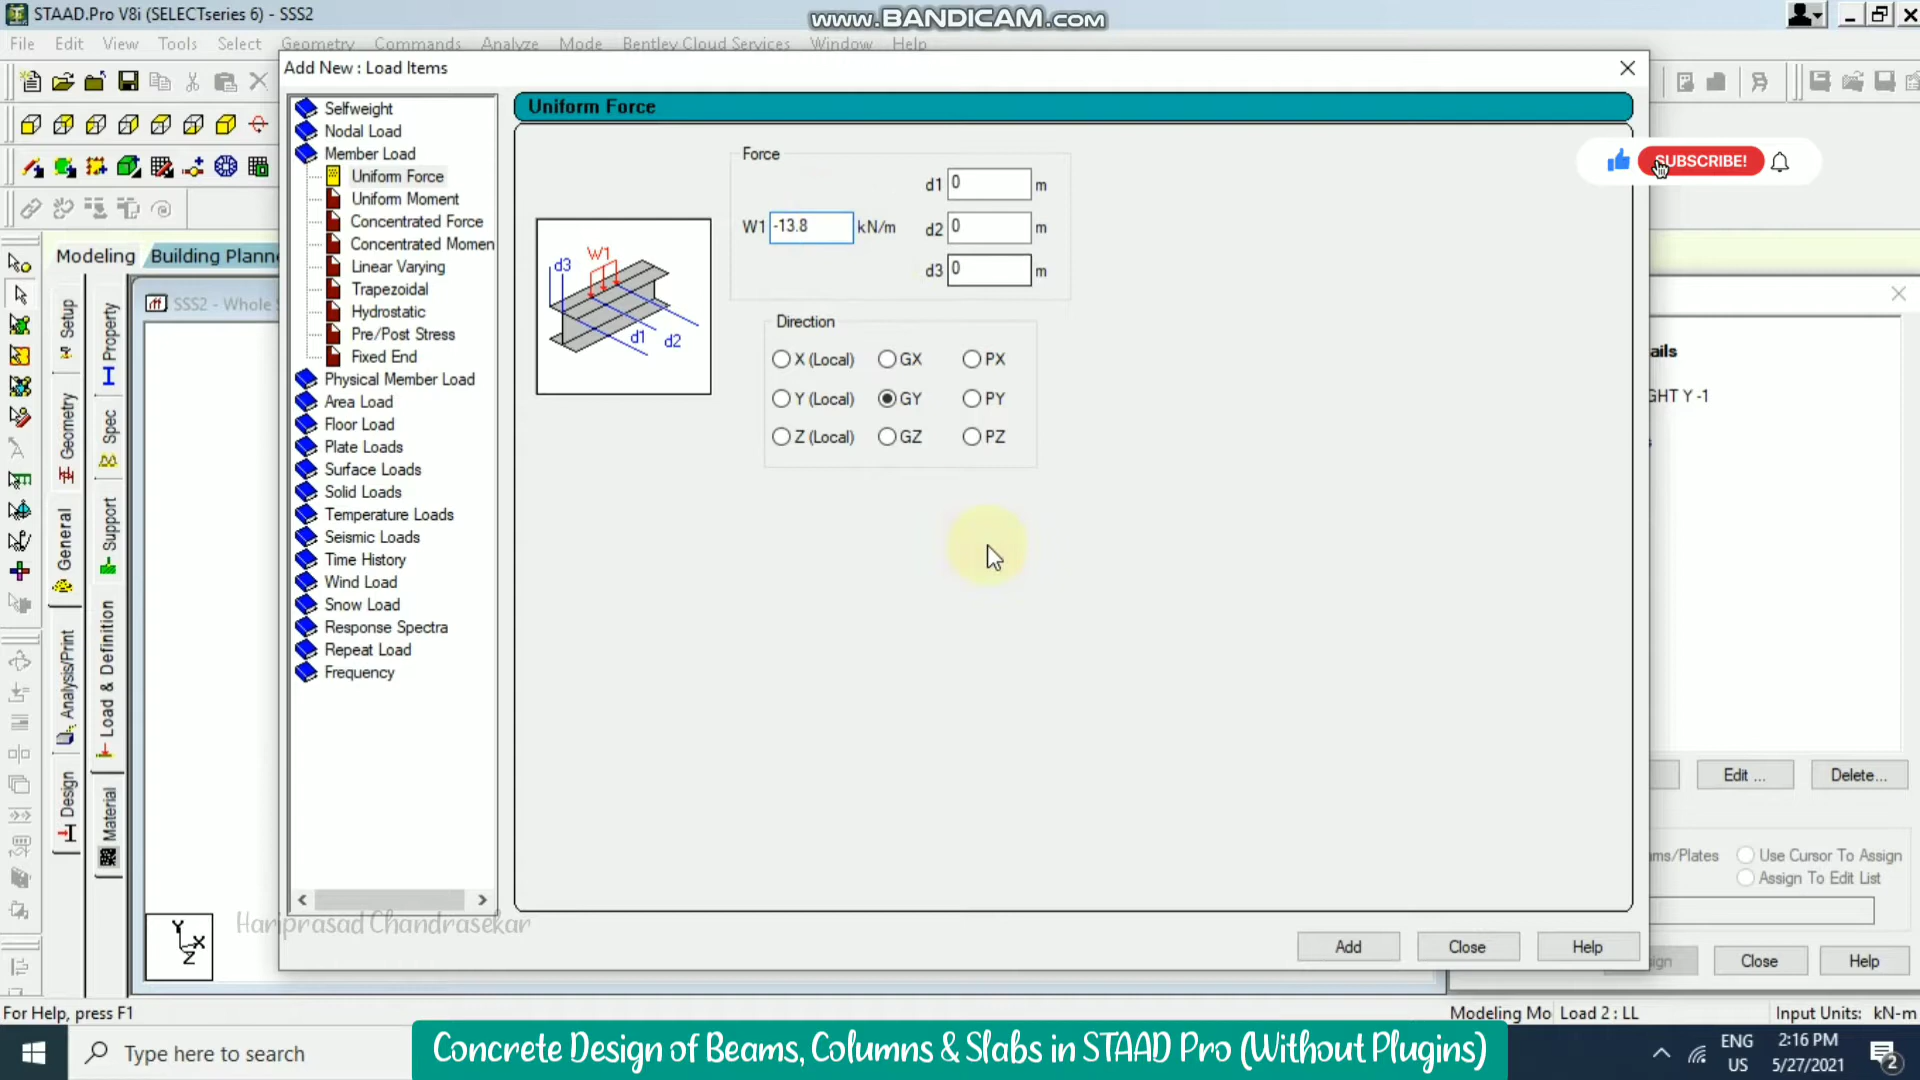 STAAD.Pro V8i (SELECTseries 6) - SSS2
www.BANDICAM.com
File Edit View Tools Select Geometry Commands Analyze Mode Bentley Cloud Services Window Help
Add New : Load Items
Selfweight
Nodal Load
Member Load
Uniform Force
Uniform Moment
Concentrated Force
Concentrated Momen
Linear Varying
Trapezoidal
Hydrostatic
Pre/Post Stress
Fixed End
Physical Member Load
Area Load
Floor Load
Plate Loads
Surface Loads
Solid Loads
Temperature Loads
Seismic Loads
Time History
Wind Load
Snow Load
Response Spectra
Repeat Load
Frequency
Uniform Force
Force
d1 0 m
W1 -13.8 kN/m d2 0 m
d3 0 m
W1
d3
d1
d2
Direction
X (Local) GX PX
Y (Local) GY PY
Z (Local) GZ PZ
SUBSCRIBE!
Modeling Building Planne
SSS2 - Whole S
Setup
Geometry
General
Analysis/Print
Design
Property
Spec
Support
Load & Definition
Material
ails
GHT Y -1
Edit ... Delete...
ms/Plates Use Cursor To Assign
Assign To Edit List
ign Close Help
Add Close Help
Y
X
Z
Hariprasad Chandrasekar
For Help, press F1
Modeling Mo Load 2 : LL Input Units: kN-m
Type here to search
Concrete Design of Beams, Columns & Slabs in STAAD Pro (Without Plugins)
ENG
US
2:16 PM
5/27/2021
2